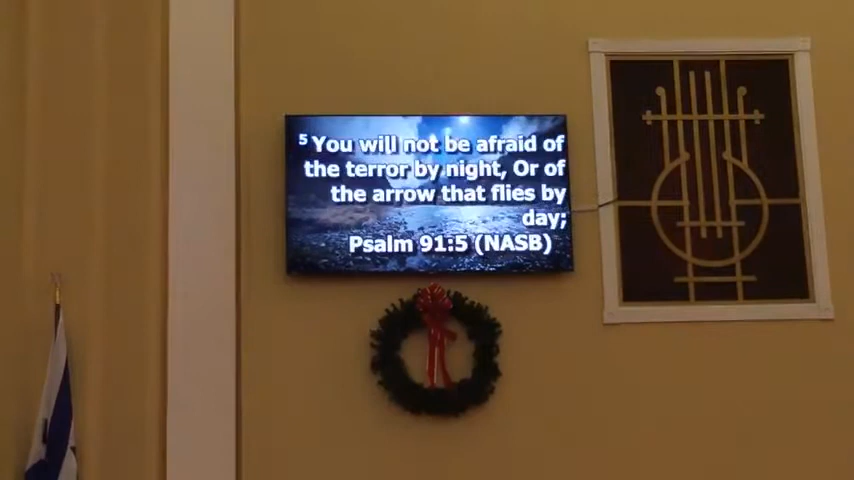 5 You will not be afraid of
the terror by night, Or of
the arrow that flies by
day;
Psalm 91:5 (NASB)